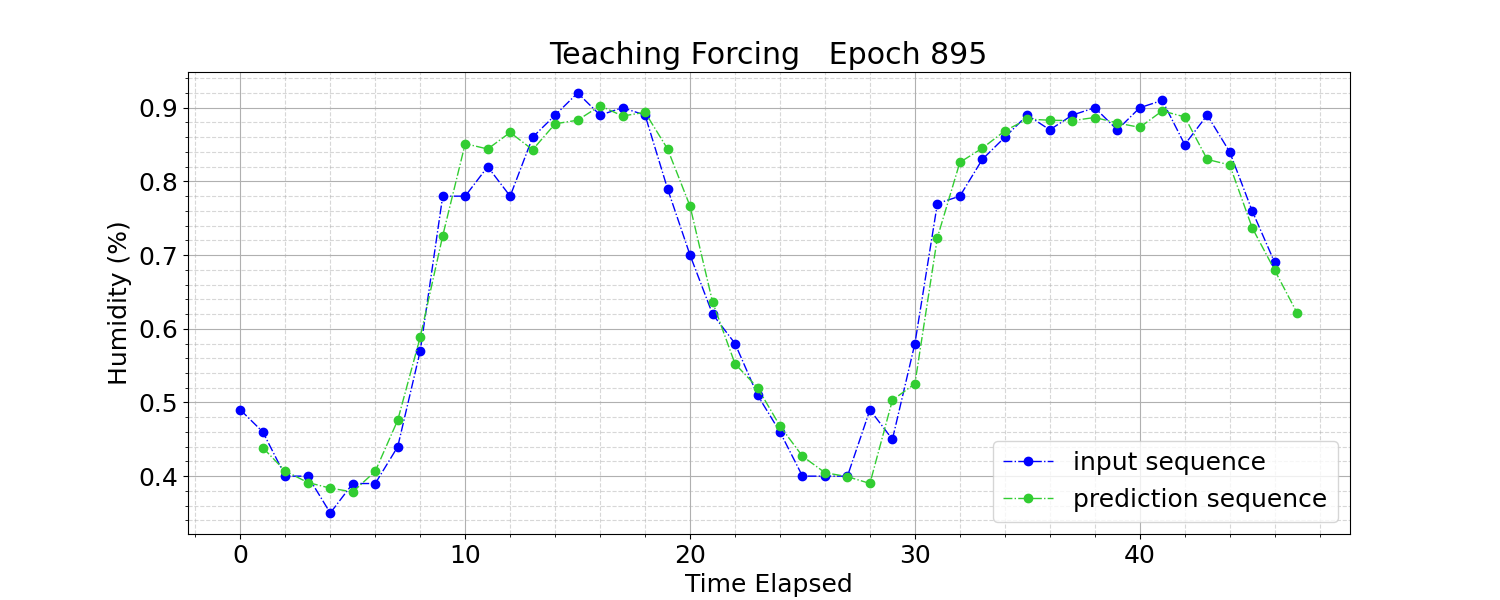 Teaching Forcing   Epoch 895
Humidity (%)
0.9
0.8
0.7
0.6
0.5
0.4
input sequence
prediction sequence
0 10 20 30 40
Time Elapsed